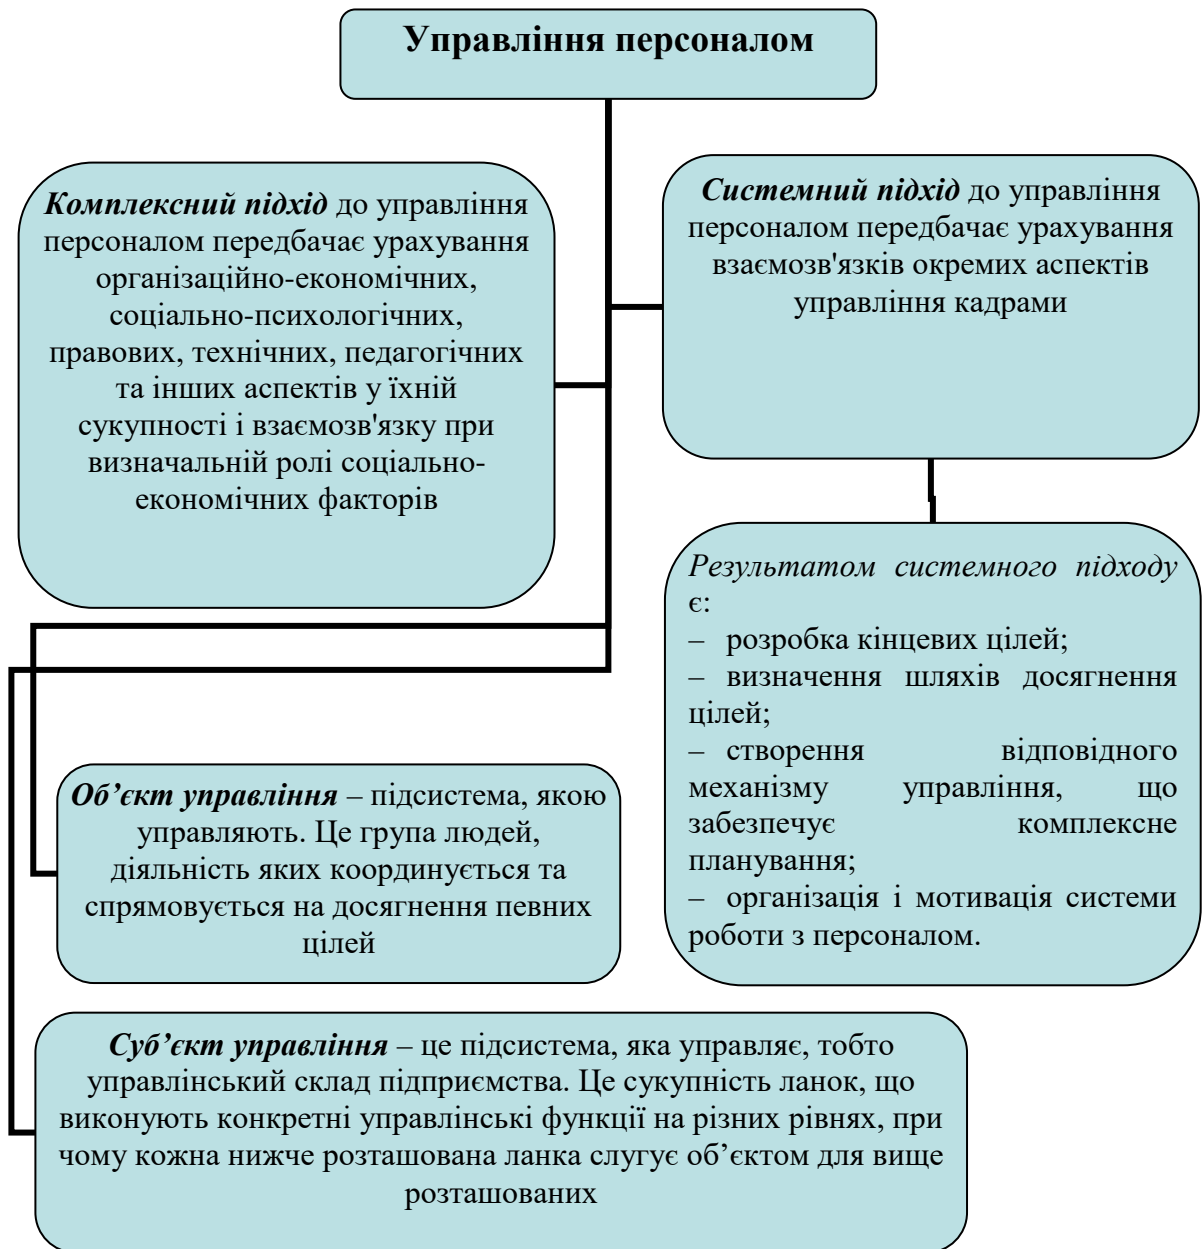 Управління персоналом
Комплексний підхід до управління
персоналом передбачає урахування
організаційно-економічних,
соціально-психологічних,
правових, технічних, педагогічних
та інших аспектів у їхній
сукупності і взаємозв'язку при
визначальній ролі соціально-
економічних факторів
Системний підхід до управління
персоналом передбачає урахування
взаємозв'язків окремих аспектів
управління кадрами
Результатом системного підходу
є:
– розробка кінцевих цілей;
– визначення шляхів досягнення
цілей;
– створення відповідного
механізму управління, що
забезпечує комплексне
планування;
– організація і мотивація системи
роботи з персоналом.
Об’єкт управління – підсистема, якою
управляють. Це група людей,
діяльність яких координується та
спрямовується на досягнення певних
цілей
Суб’єкт управління – це підсистема, яка управляє, тобто
управлінський склад підприємства. Це сукупність ланок, що
виконують конкретні управлінські функції на різних рівнях, при
чому кожна нижче розташована ланка слугує об’єктом для вище
розташованих